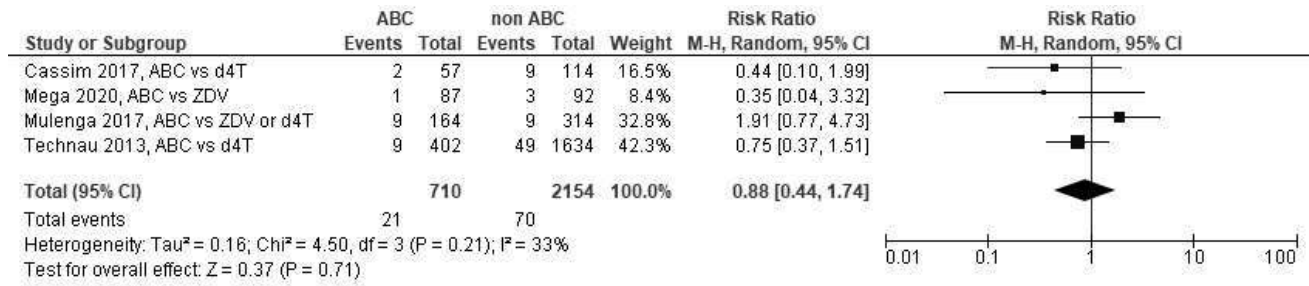 ABC non ABC Risk Ratio Risk Ratio
Study or Subgroup Events Total Events Total Weight M-H, Random, 95% CI M-H, Random, 95% CI
Cassim 2017, ABC vs d4T 2 57 9 114 16.5% 0.44 [0.10, 1.99]
Mega 2020, ABC vs ZDV 1 87 3 92 8.4% 0.35 [0.04, 3.32]
Mulenga 2017, ABC vs ZDV or d4T 9 164 9 314 32.8% 1.91 [0.77, 4.73]
Technau 2013, ABC vs d4T 9 402 49 1634 42.3% 0.75 [0.37, 1.51]
Total (95% CI) 710 2154 100.0% 0.88 [0.44, 1.74]
Total events 21 70
Heterogeneity: Tau² = 0.16; Chi² = 4.50, df = 3 (P = 0.21); I² = 33%
Test for overall effect: Z = 0.37 (P = 0.71)
0.01 0.1 1 10 100